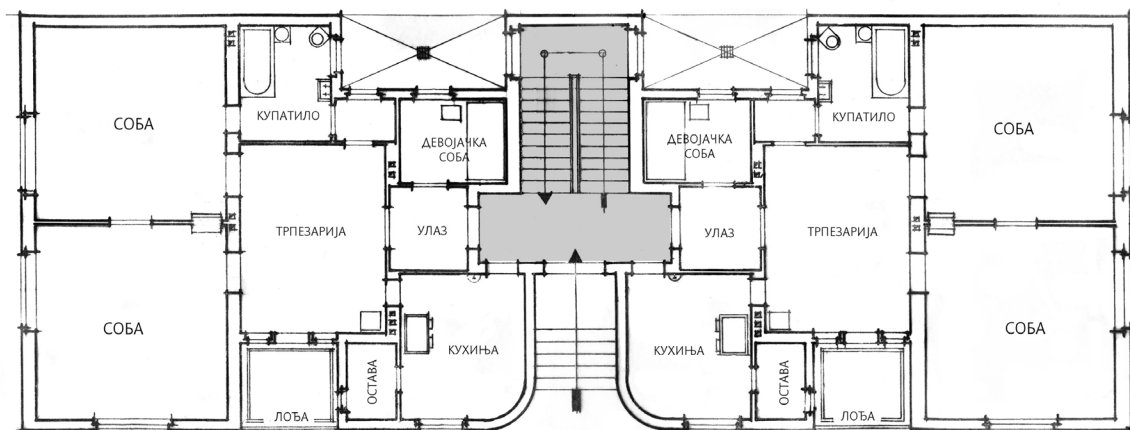 КУПАТИЛО
КУПАТИЛО
СОБА
СОБА
ДЕВОЈАЧКА
СОБА
ДЕВОЈАЧКА
СОБА
ТРПЕЗАРИЈА
УЛАЗ
УЛАЗ
ТРПЕЗАРИЈА
СОБА
СОБА
КУХИЊА
КУХИЊА
ОСТАВА
ОСТАВА
ЛОЂА
ЛОЂА